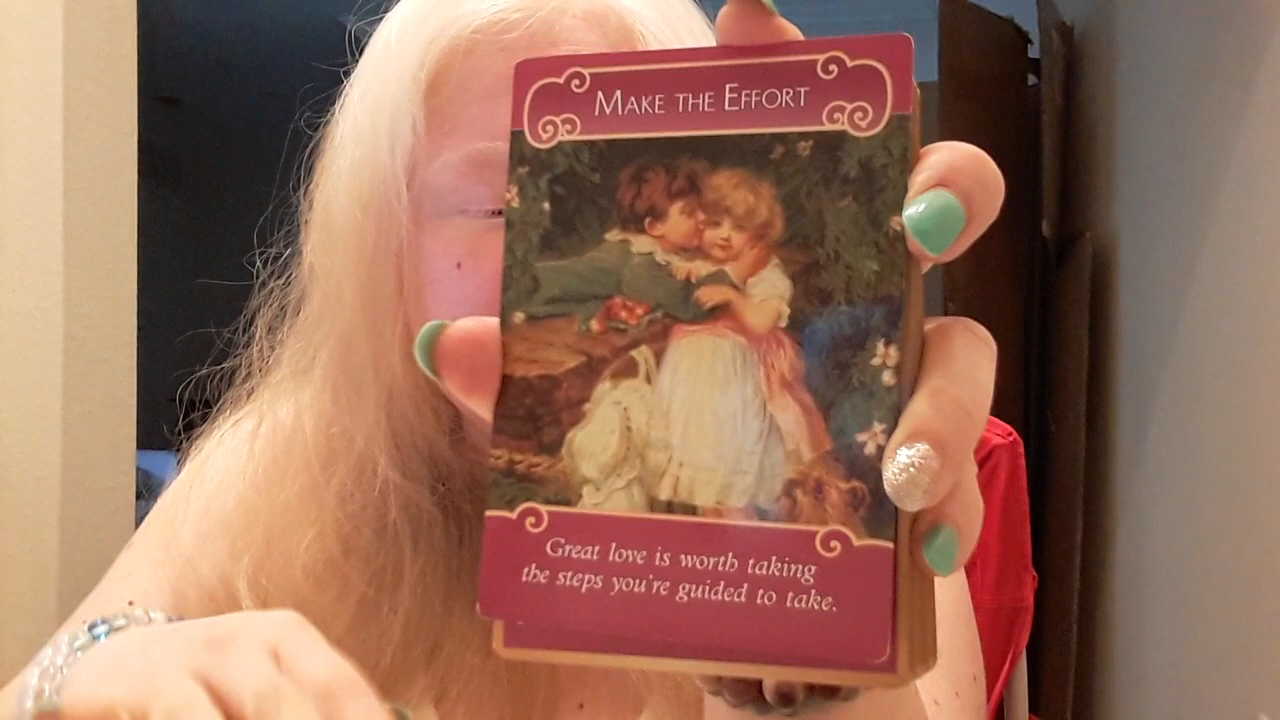 MAKE THE EFFORT
Great love is worth taking
the steps you're guided to take.